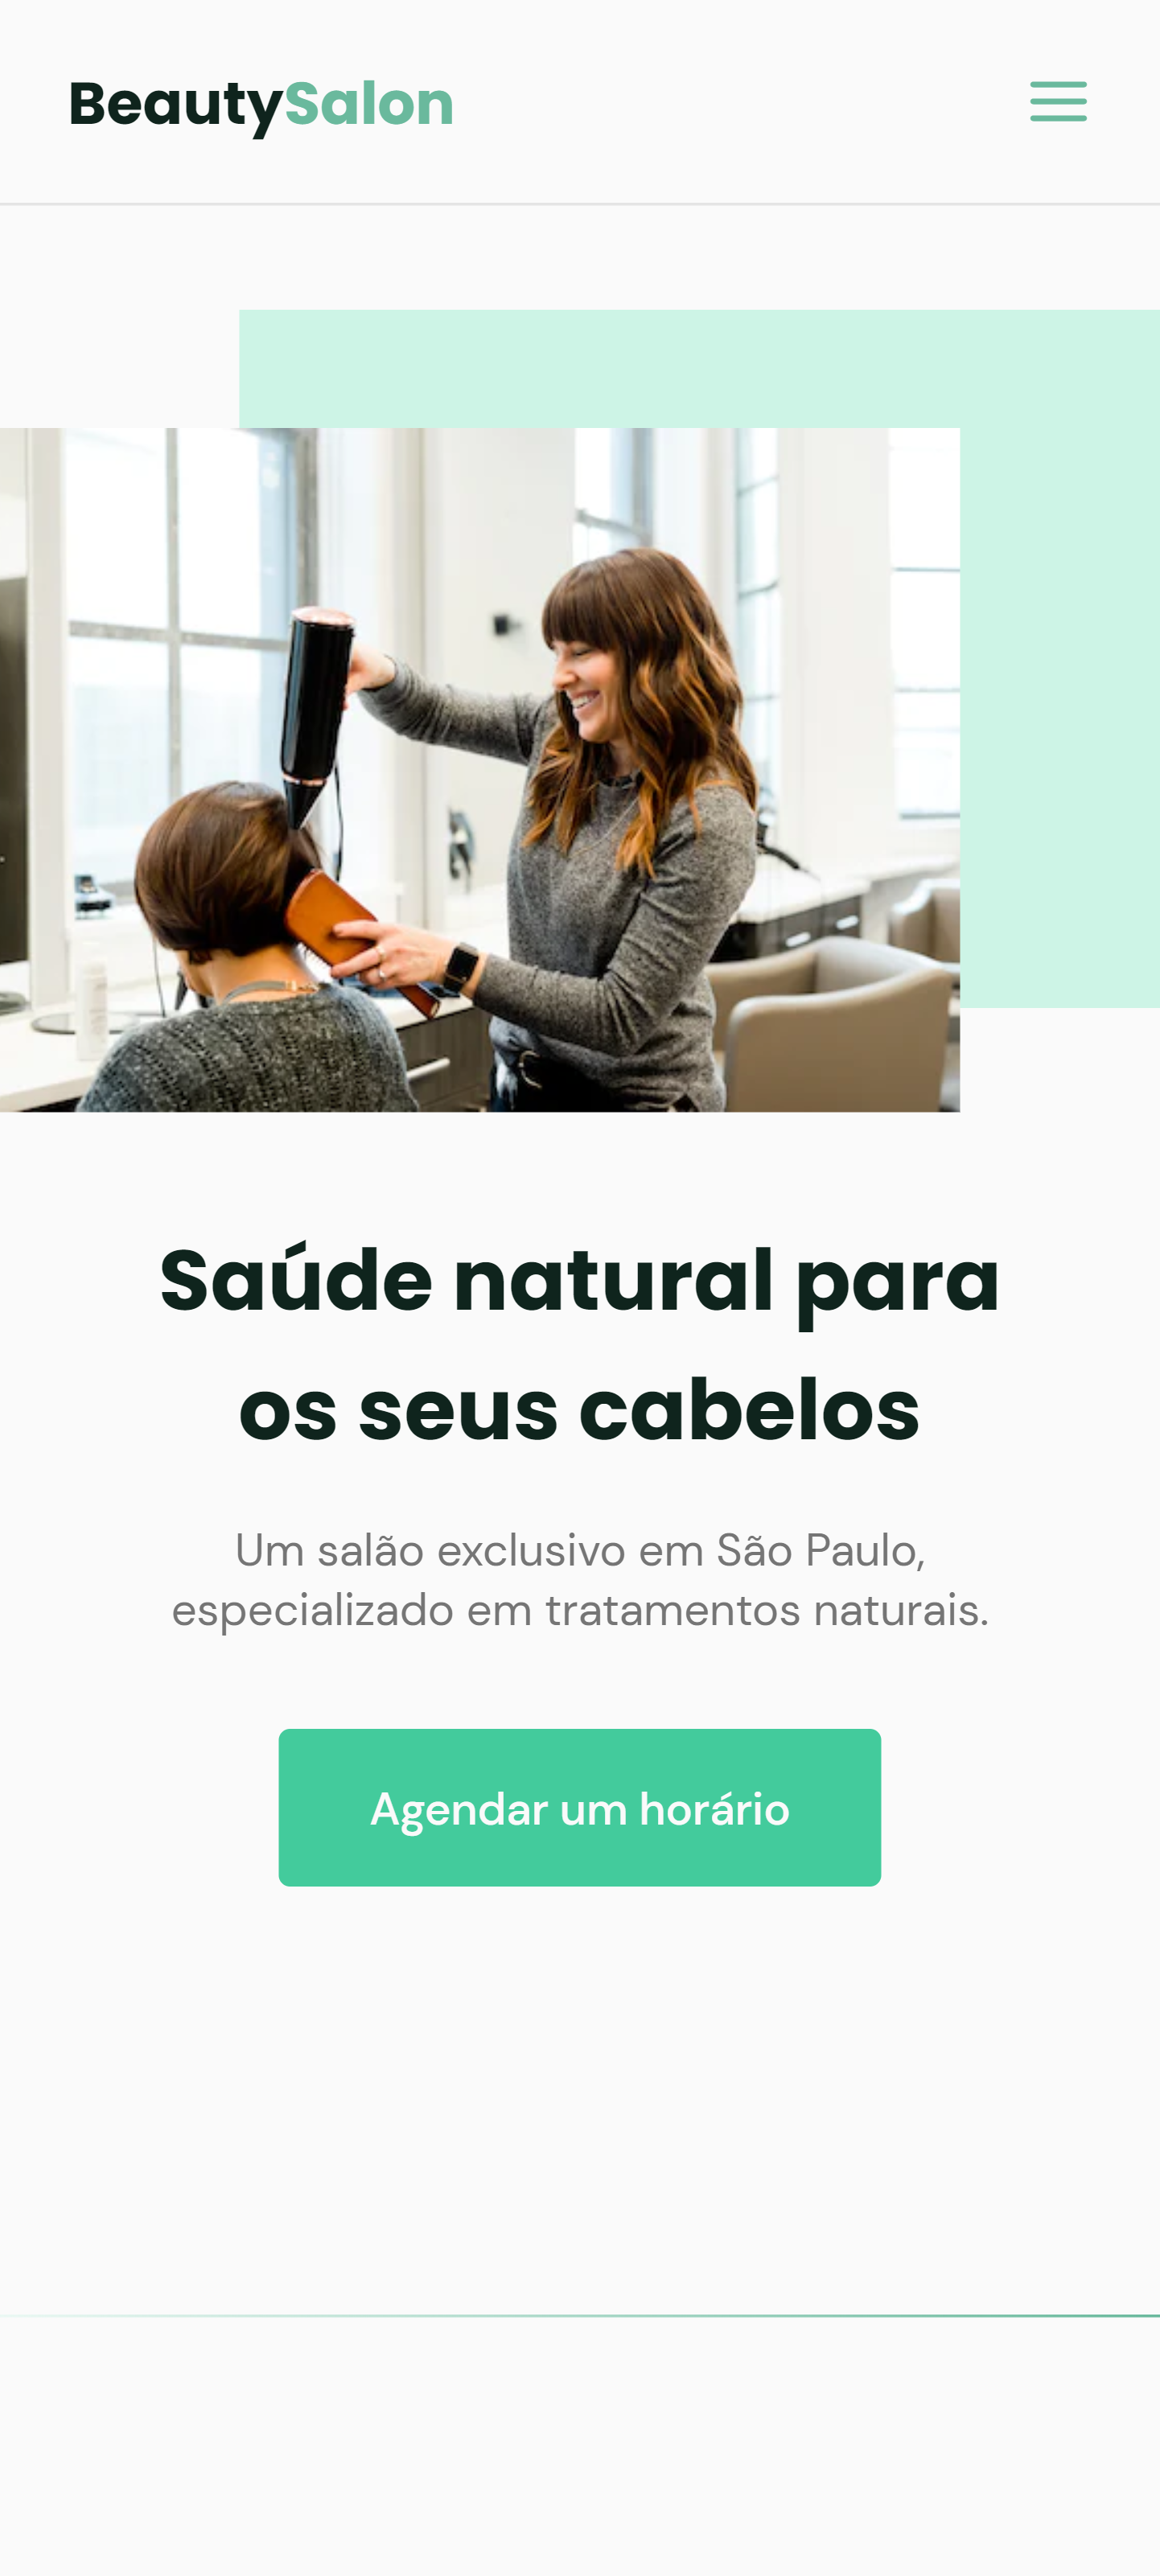 BeautySalon
Saúde natural para
os seus cabelos
Um salão exclusivo em São Paulo,
especializado em tratamentos naturais.
Agendar um horário